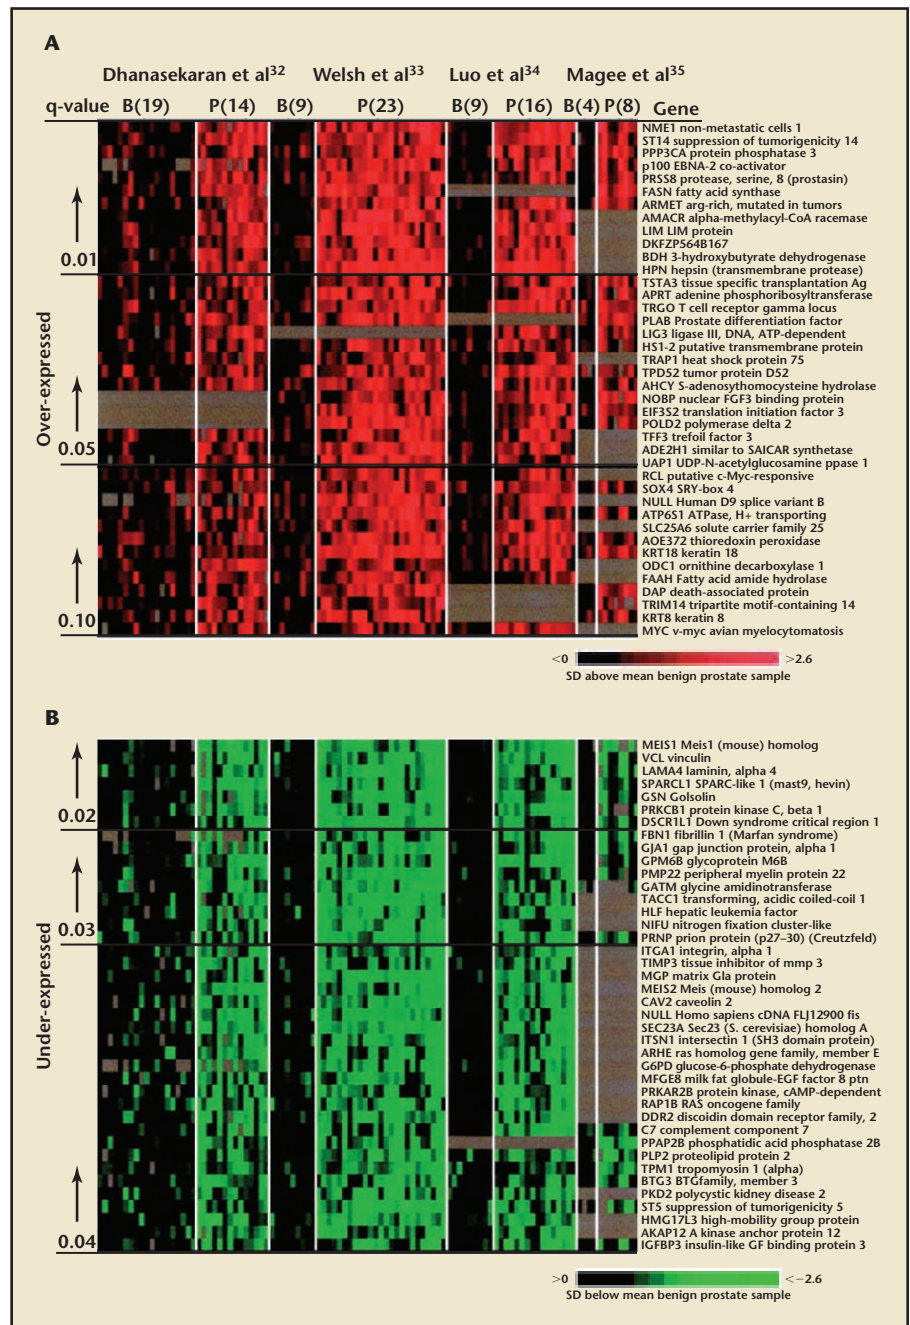 A
Dhanasekaran et al32 Welsh et al33 Luo et al34 Magee et al35
q-value B(19) P(14) B(9) P(23) B(9) P(16) B(4) P(8) Gene
NME1 non-metastatic cells 1
ST14 suppression of tumorigenicity 14
PPP3CA protein phosphatase 3
p100 EBNA-2 co-activator
PRSS8 protease, serine, 8 (prostasin)
FASN fatty acid synthase
ARMET arg-rich, mutated in tumors
AMACR alpha-methylacyl-CoA racemase
LIM LIM protein
DKFZP564B167
BDH 3-hydroxybutyrate dehydrogenase
0.01
HPN hepsin (transmembrane protease)
TSTA3 tissue specific transplantation Ag
APRT adenine phosphoribosyltransferase
TRGO T cell receptor gamma locus
PLAB Prostate differentiation factor
LIG3 ligase III, DNA, ATP-dependent
HS1-2 putative transmembrane protein
TRAP1 heat shock protein 75
TPD52 tumor protein D52
AHCY S-adenosythomocysteine hydrolase
NOBP nuclear FGF3 binding protein
EIF3S2 translation initiation factor 3
POLD2 polymerase delta 2
TFF3 trefoil factor 3
0.05
ADE2H1 similar to SAICAR synthetase
UAP1 UDP-N-acetylglucosamine ppase 1
RCL putative c-Myc-responsive
SOX4 SRY-box 4
NULL Human D9 splice variant B
ATP6S1 ATPase, H+ transporting
SLC25A6 solute carrier family 25
AOE372 thioredoxin peroxidase
KRT18 keratin 18
ODC1 ornithine decarboxylase 1
FAAH Fatty acid amide hydrolase
DAP death-associated protein
TRIM14 tripartite motif-containing 14
0.10
KRT8 keratin 8
MYC v-myc avian myelocytomatosis
Over-expressed
<0 >2.6
SD above mean benign prostate sample
B
MEIS1 Meis1 (mouse) homolog
VCL vinculin
LAMA4 laminin, alpha 4
SPARCL1 SPARC-like 1 (mast9, hevin)
GSN Golsolin
PRKCB1 protein kinase C, beta 1
0.02
DSCR1L1 Down syndrome critical region 1
FBN1 fibrillin 1 (Marfan syndrome)
GJA1 gap junction protein, alpha 1
GPM6B glycoprotein M6B
PMP22 peripheral myelin protein 22
GATM glycine amidinotransferase
TACC1 transforming, acidic coiled-coil 1
HLF hepatic leukemia factor
NIFU nitrogen fixation cluster-like
0.03
PRNP prion protein (p27–30) (Creutzfeld)
ITGA1 integrin, alpha 1
TIMP3 tissue inhibitor of mmp 3
MGP matrix Gla protein
MEIS2 Meis (mouse) homolog 2
CAV2 caveolin 2
NULL Homo sapiens cDNA FLJ12900 fis
SEC23A Sec23 (S. cerevisiae) homolog A
ITSN1 intersectin 1 (SH3 domain protein)
ARHE ras homolog gene family, member E
G6PD glucose-6-phosphate dehydrogenase
MFGE8 milk fat globule-EGF factor 8 ptn
PRKAR2B protein kinase, cAMP-dependent
RAP1B RAS oncogene family
DDR2 discoidin domain receptor family, 2
C7 complement component 7
PPAP2B phosphatidic acid phosphatase 2B
PLP2 proteolipid protein 2
TPM1 tropomyosin 1 (alpha)
BTG3 BTGfamily, member 3
PKD2 polycystic kidney disease 2
ST5 suppression of tumorigenicity 5
HMG17L3 high-mobility group protein
0.04
AKAP12 A kinase anchor protein 12
IGFBP3 insulin-like GF binding protein 3
Under-expressed
>0 <−2.6
SD below mean benign prostate sample